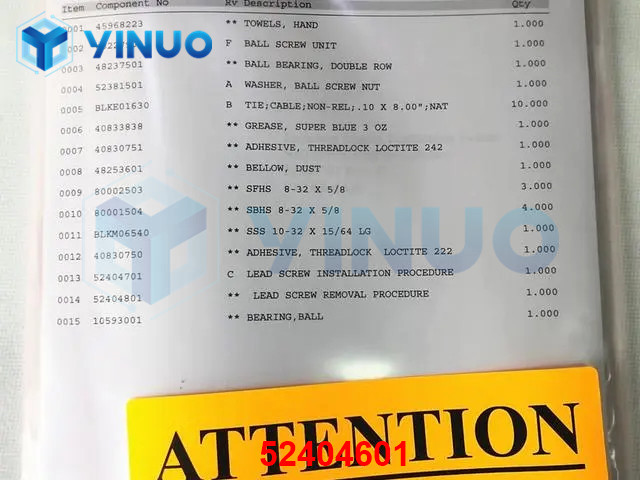 Item Component No Rv Description Qty
0001 45968223 ** TOWELS, HAND 1.000
YINUO
F BALL SCREW UNIT 1.000
0003 48237501 ** BALL BEARING, DOUBLE ROW 1.000
0004 52381501 A WASHER, BALL SCREW NUT 1.000
0005 BLKE01630 B TIE;CABLE;NON-REL;.10 X 8.00";NAT 10.000
0006 40833838 ** GREASE, SUPER BLUE 3 OZ 1.000
0007 40830751 ** ADHESIVE, THREADLOCK LOCTITE 242 1.000
0008 48253601 ** BELLOW, DUST 1.000
0009 80002503 ** SFHS 8-32 X 5/8 3.000
0010 80001504 ** SBHS 8-32 X 5/8 4.000
0011 BLKM06540 ** SSS 10-32 X 15/64 LG 1.000
YINUO
0012 40830750 ** ADHESIVE, THREADLOCK LOCTITE 222 1.000
0013 52404701 C LEAD SCREW INSTALLATION PROCEDURE 1.000
0014 52404801 ** LEAD SCREW REMOVAL PROCEDURE 1.000
0015 10593001 ** BEARING,BALL 1.000
ATTENTION
52404601